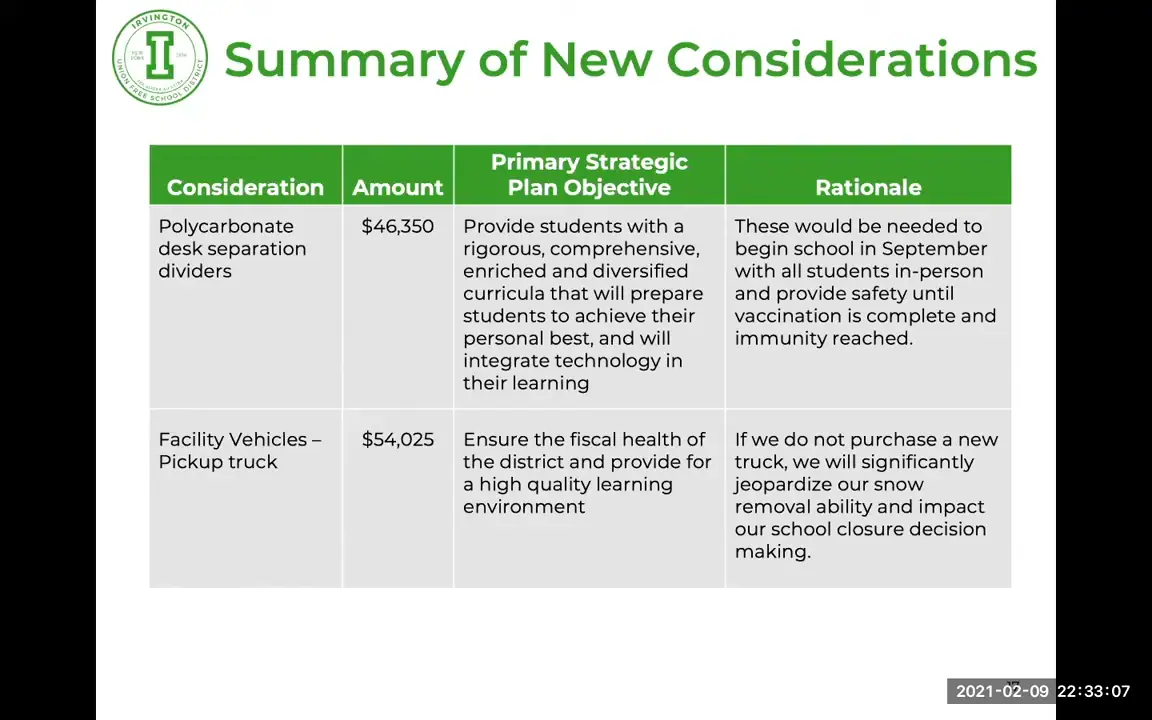 IRVINGTON
UNION FREE SCHOOL DISTRICT
Summary of New Considerations
Consideration
Amount
Primary Strategic
Plan Objective
Rationale
Polycarbonate
desk separation
dividers
$46,350
Provide students with a
rigorous, comprehensive,
enriched and diversified
curricula that will prepare
students to achieve their
personal best, and will
integrate technology in
their learning
These would be needed to
begin school in September
with all students in-person
and provide safety until
vaccination is complete and
immunity reached.
Facility Vehicles –
Pickup truck
$54,025
Ensure the fiscal health of
the district and provide for
a high quality learning
environment
If we do not purchase a new
truck, we will significantly
jeopardize our snow
removal ability and impact
our school closure decision
making.
2021-02-09 22:33:07